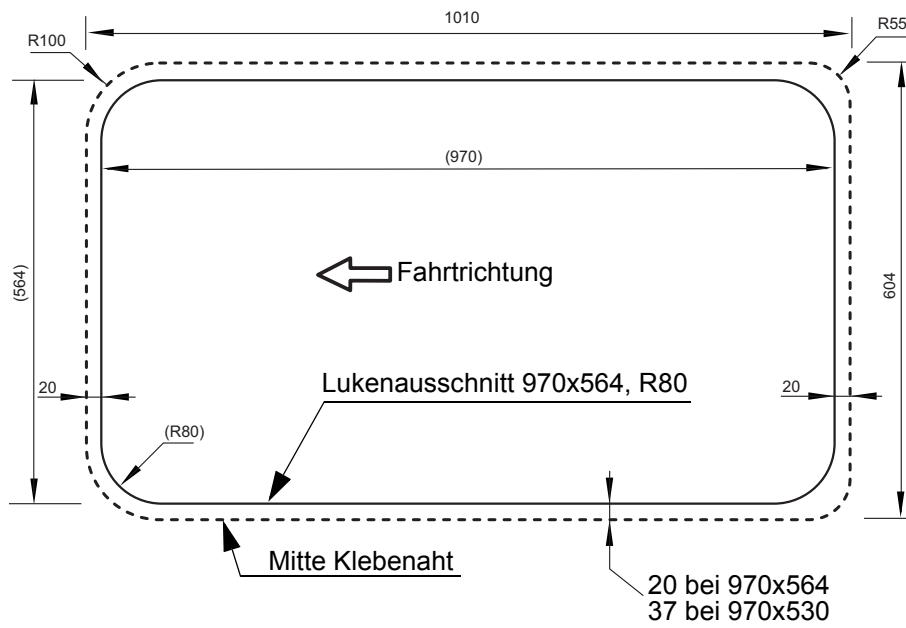 1010
R100
R55
(970)
(564)
604
Fahrtrichtung
20
Lukenausschnitt 970x564, R80
20
(R80)
Mitte Klebenaht
20 bei 970x564
37 bei 970x530